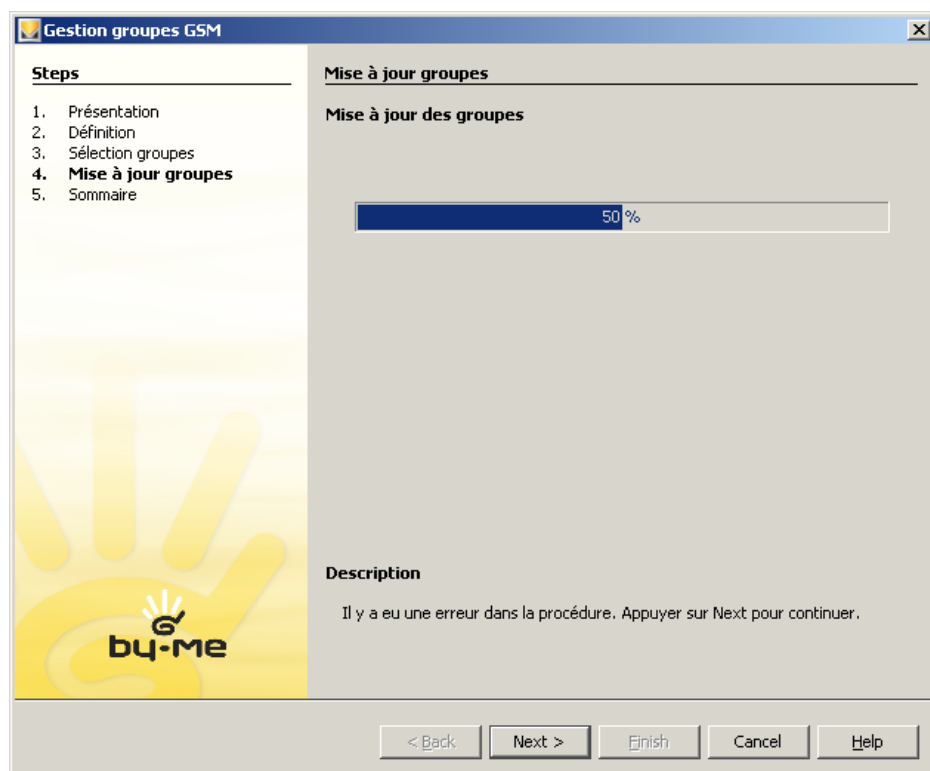 Gestion groupes GSM
Steps
1. Présentation
2. Définition
3. Sélection groupes
4. Mise à jour groupes
5. Sommaire
by-me
Mise à jour groupes
Mise à jour des groupes
50 %
Description
Il y a eu une erreur dans la procédure. Appuyer sur Next pour continuer.
< Back
Next >
Finish
Cancel
Help